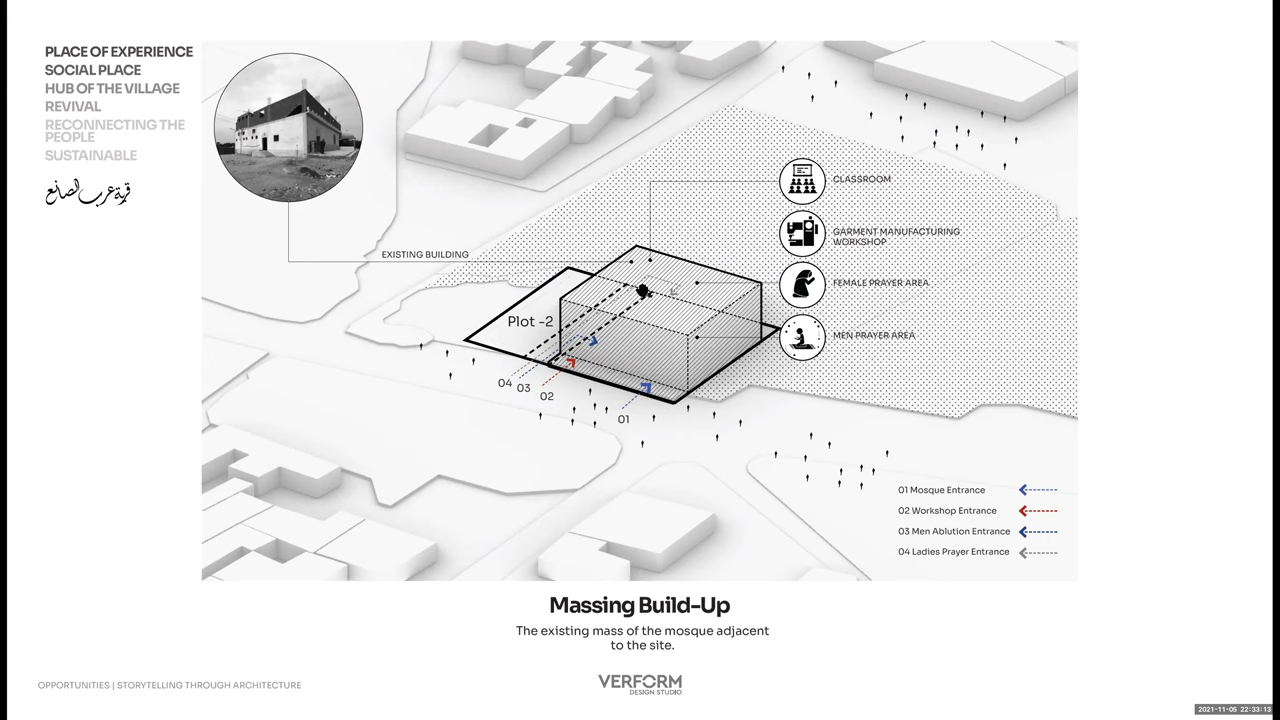 PLACE OF EXPERIENCE
SOCIAL PLACE
HUB OF THE VILLAGE
REVIVAL
RECONNECTING THE
PEOPLE
SUSTAINABLE
قرية عرب الصانع
EXISTING BUILDING
CLASSROOM
GARMENT MANUFACTURING
WORKSHOP
FEMALE PRAYER AREA
MEN PRAYER AREA
Plot -2
04
03
02
01
01 Mosque Entrance
02 Workshop Entrance
03 Men Ablution Entrance
04 Ladies Prayer Entrance
Massing Build-Up
The existing mass of the mosque adjacent
to the site.
OPPORTUNITIES | STORYTELLING THROUGH ARCHITECTURE
VERFORM
DESIGN STUDIO
2021-11-05 22:33:13